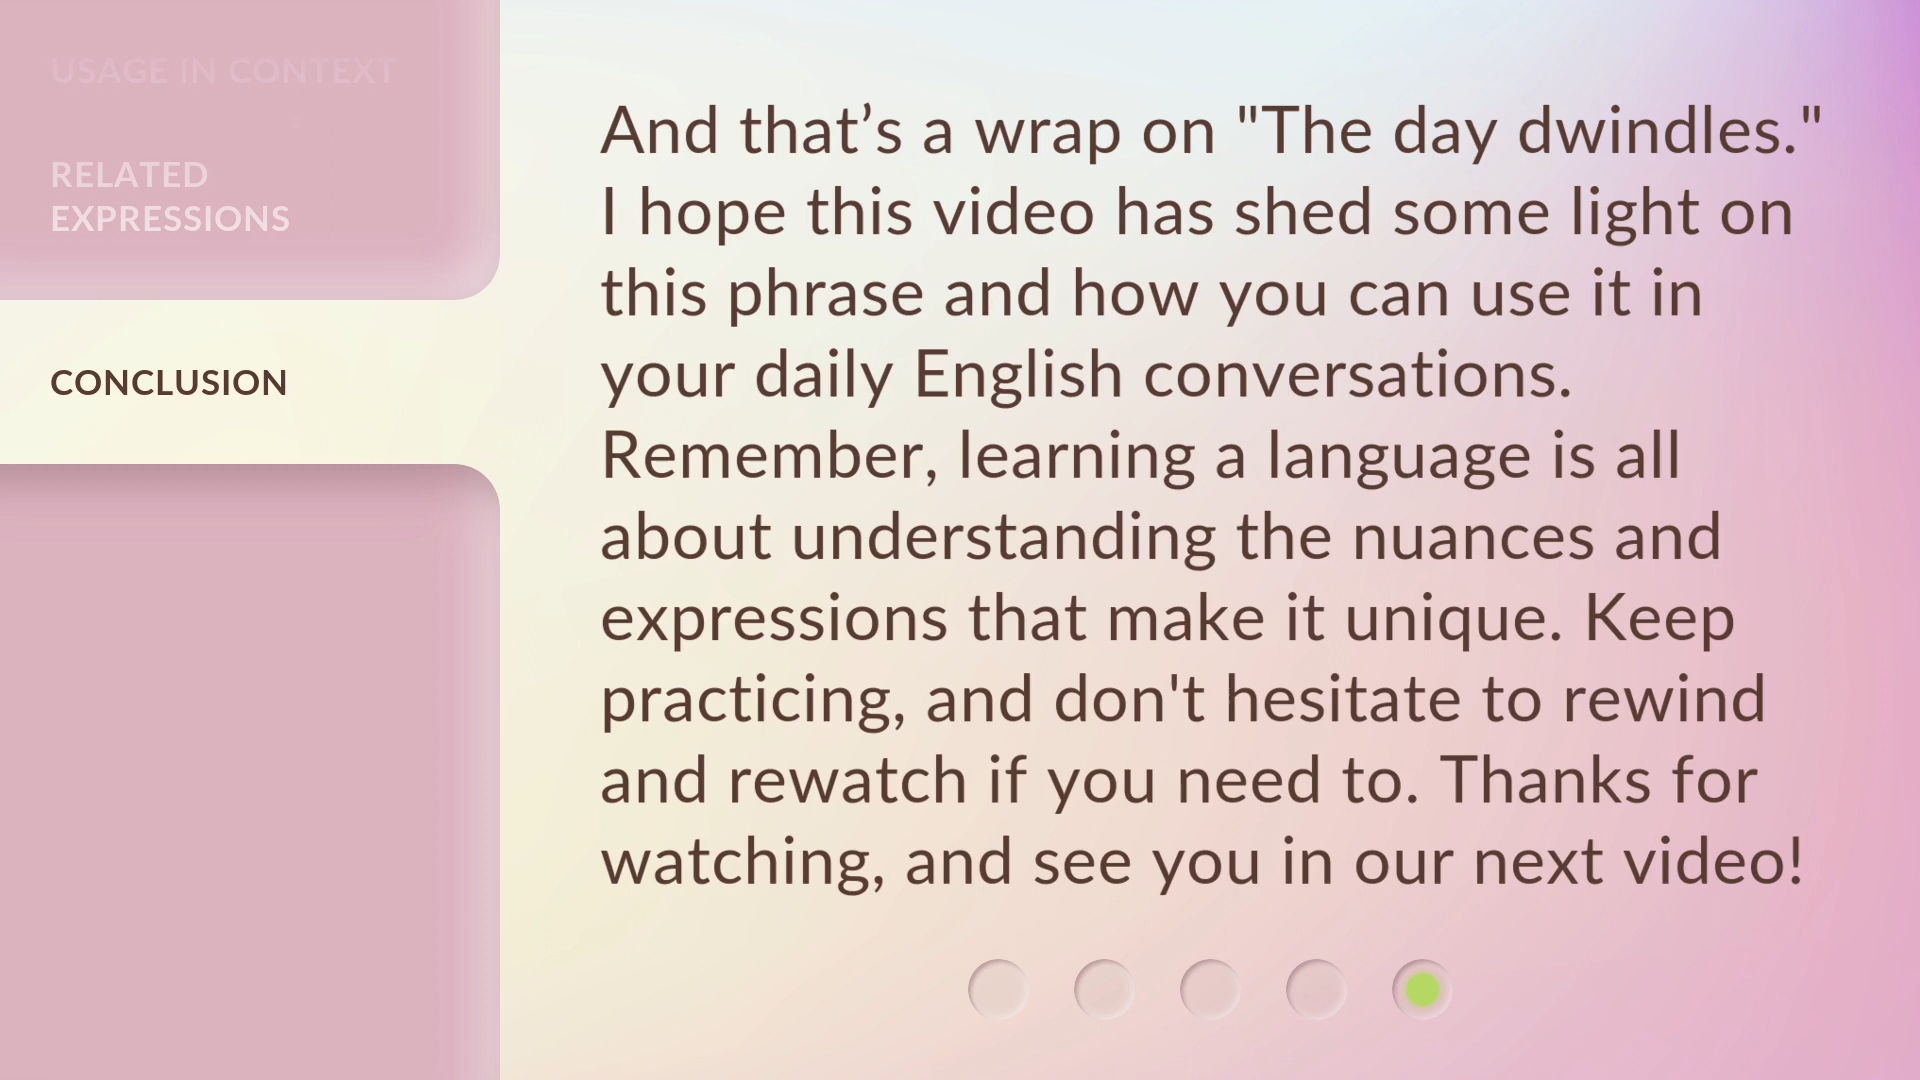 USAGE IN CONTEXT
RELATED
EXPRESSIONS
CONCLUSION
And that’s a wrap on "The day dwindles."
I hope this video has shed some light on
this phrase and how you can use it in
your daily English conversations.
Remember, learning a language is all
about understanding the nuances and
expressions that make it unique. Keep
practicing, and don't hesitate to rewind
and rewatch if you need to. Thanks for
watching, and see you in our next video!